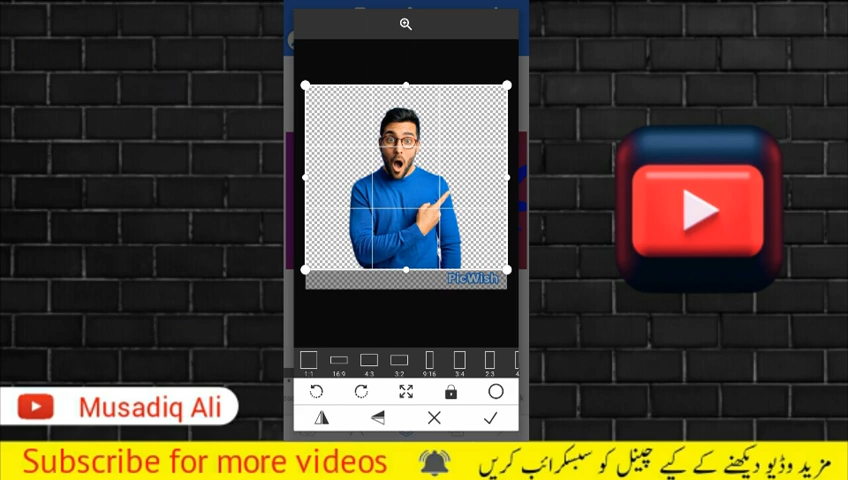 PicWish
1:1 16:9 4:3 3:2 9:16 3:4 2:3
Musadiq Ali
Subscribe for more videos
مزید وڈیو دیکھنے کے لیے چینل کو سبسکرائب کریں